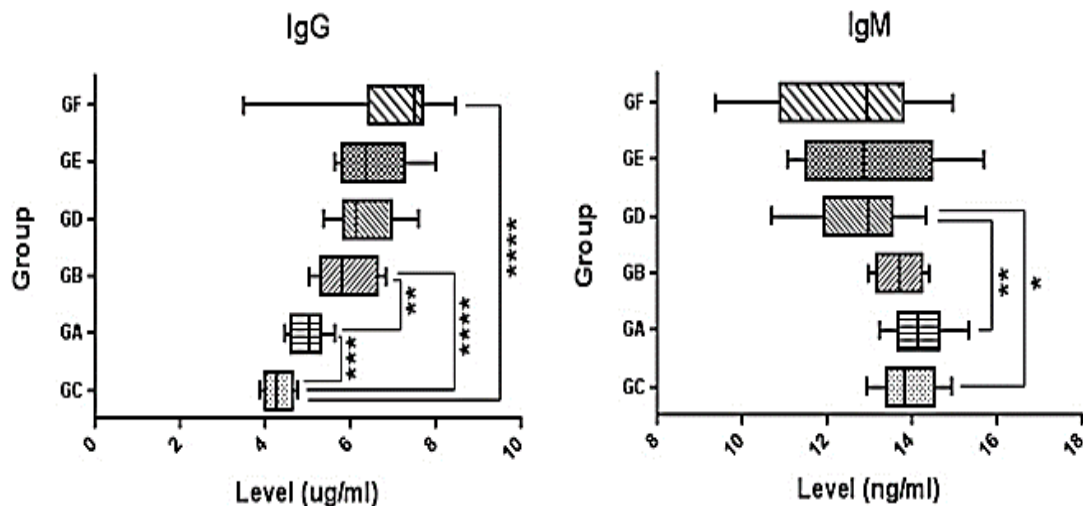 IgG
Group
GF
GE
GD
GB
GA
GC
****
**
****
***
0
4
6
8
10
Level (ug/ml)
IgM
Group
GF
GE
GD
GB
GA
GC
**
*
8
10
12
14
16
18
Level (ng/ml)